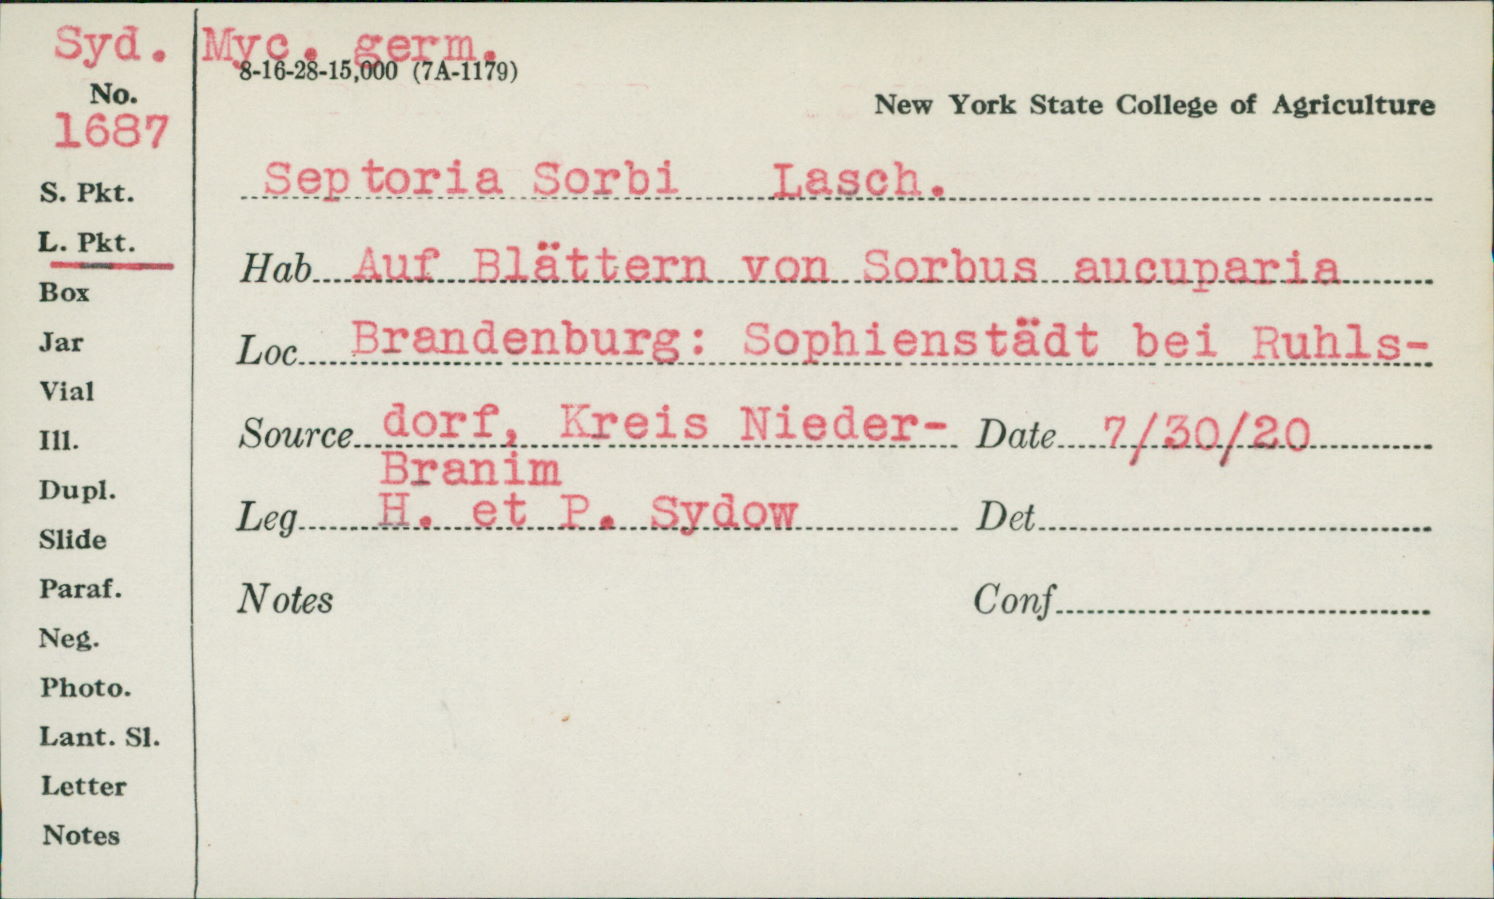 Syd. Myc. germ.
8-16-28-15,000 (7A-1179)
No.
1687
New York State College of Agriculture
Septoria Sorbi Lasch.
S. Pkt.
L. Pkt.
Hab Auf Blättern von Sorbus aucuparia
Box
Jar
Loc Brandenburg: Sophienstädt bei Ruhls-
Vial
Ill.
Source dorf, Kreis Nieder- Date 7/30/20
Branim
Dupl.
Leg H. et P. Sydow Det
Slide
Paraf.
Notes Conf
Neg.
Photo.
Lant. Sl.
Letter
Notes